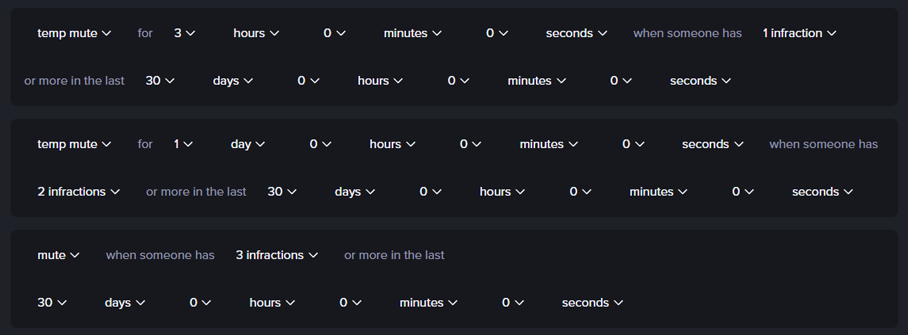 temp mute for 3 hours 0 minutes 0 seconds when someone has 1 infraction
or more in the last 30 days 0 hours 0 minutes 0 seconds
temp mute for 1 day 0 hours 0 minutes 0 seconds when someone has
2 infractions or more in the last 30 days 0 hours 0 minutes 0 seconds
mute when someone has 3 infractions or more in the last
30 days 0 hours 0 minutes 0 seconds